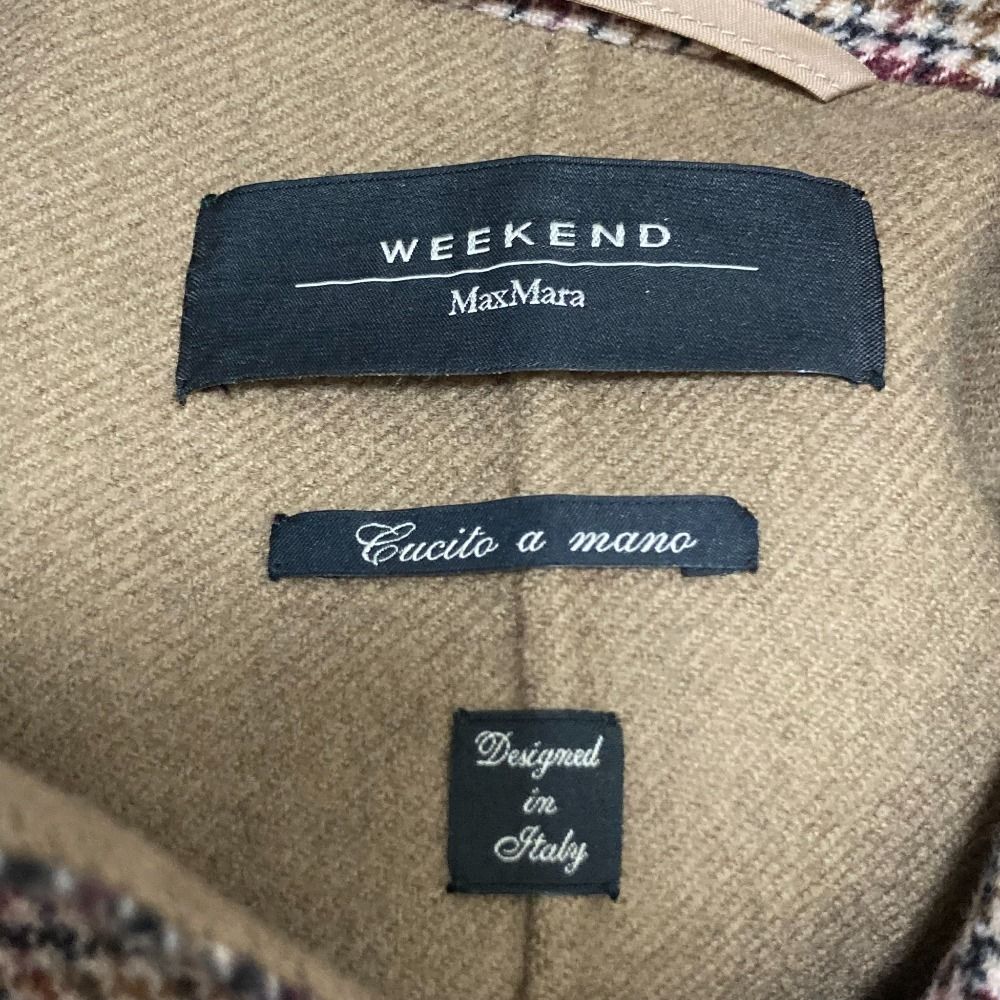 WEEKEND
MaxMara
Cucito a mano
Designed
in
Italy